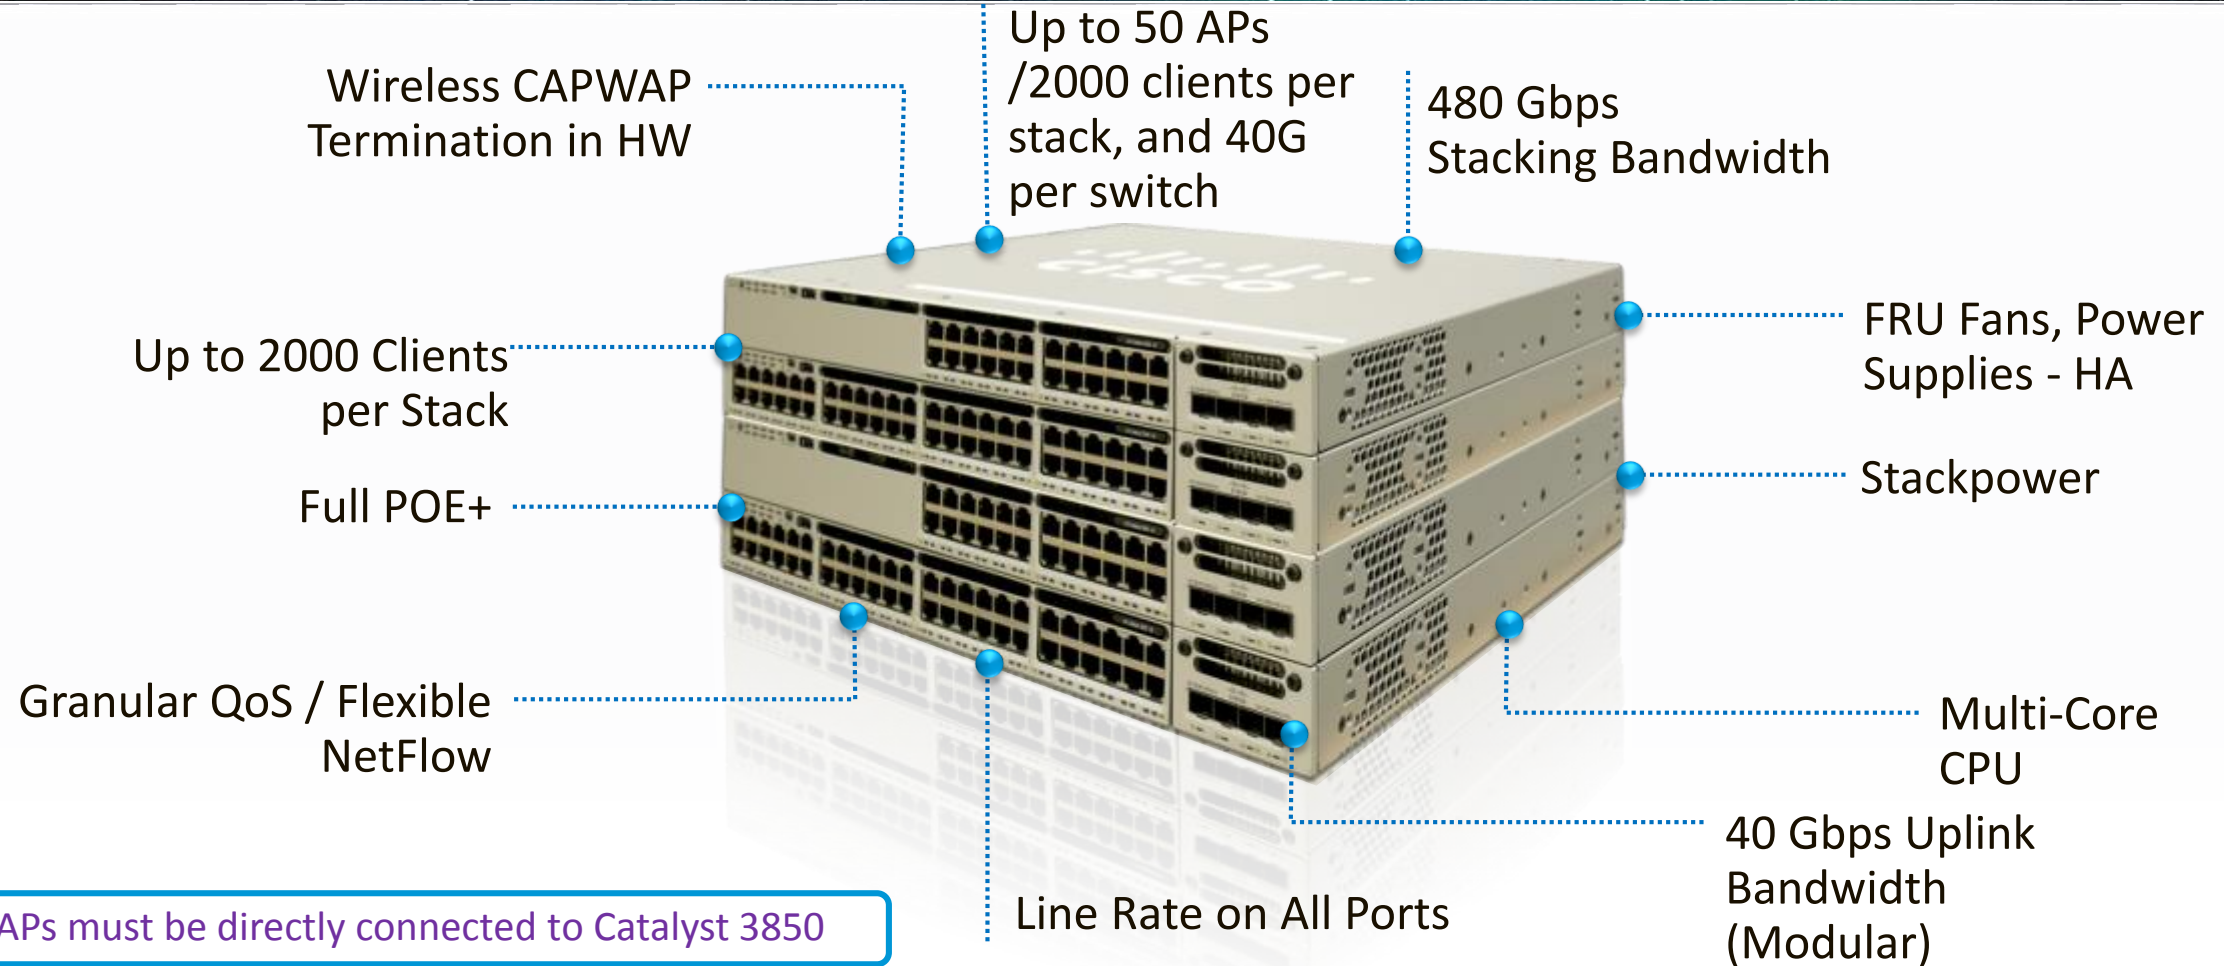 Up to 50 APs
/2000 clients per
stack, and 40G
per switch
Wireless CAPWAP
Termination in HW
480 Gbps
Stacking Bandwidth
CISCO
FRU Fans, Power
Supplies - HA
Up to 2000 Clients
per Stack
Stackpower
Full POE+
Granular QoS / Flexible
NetFlow
Multi-Core
CPU
40 Gbps Uplink
Bandwidth
(Modular)
Line Rate on All Ports
APs must be directly connected to Catalyst 3850